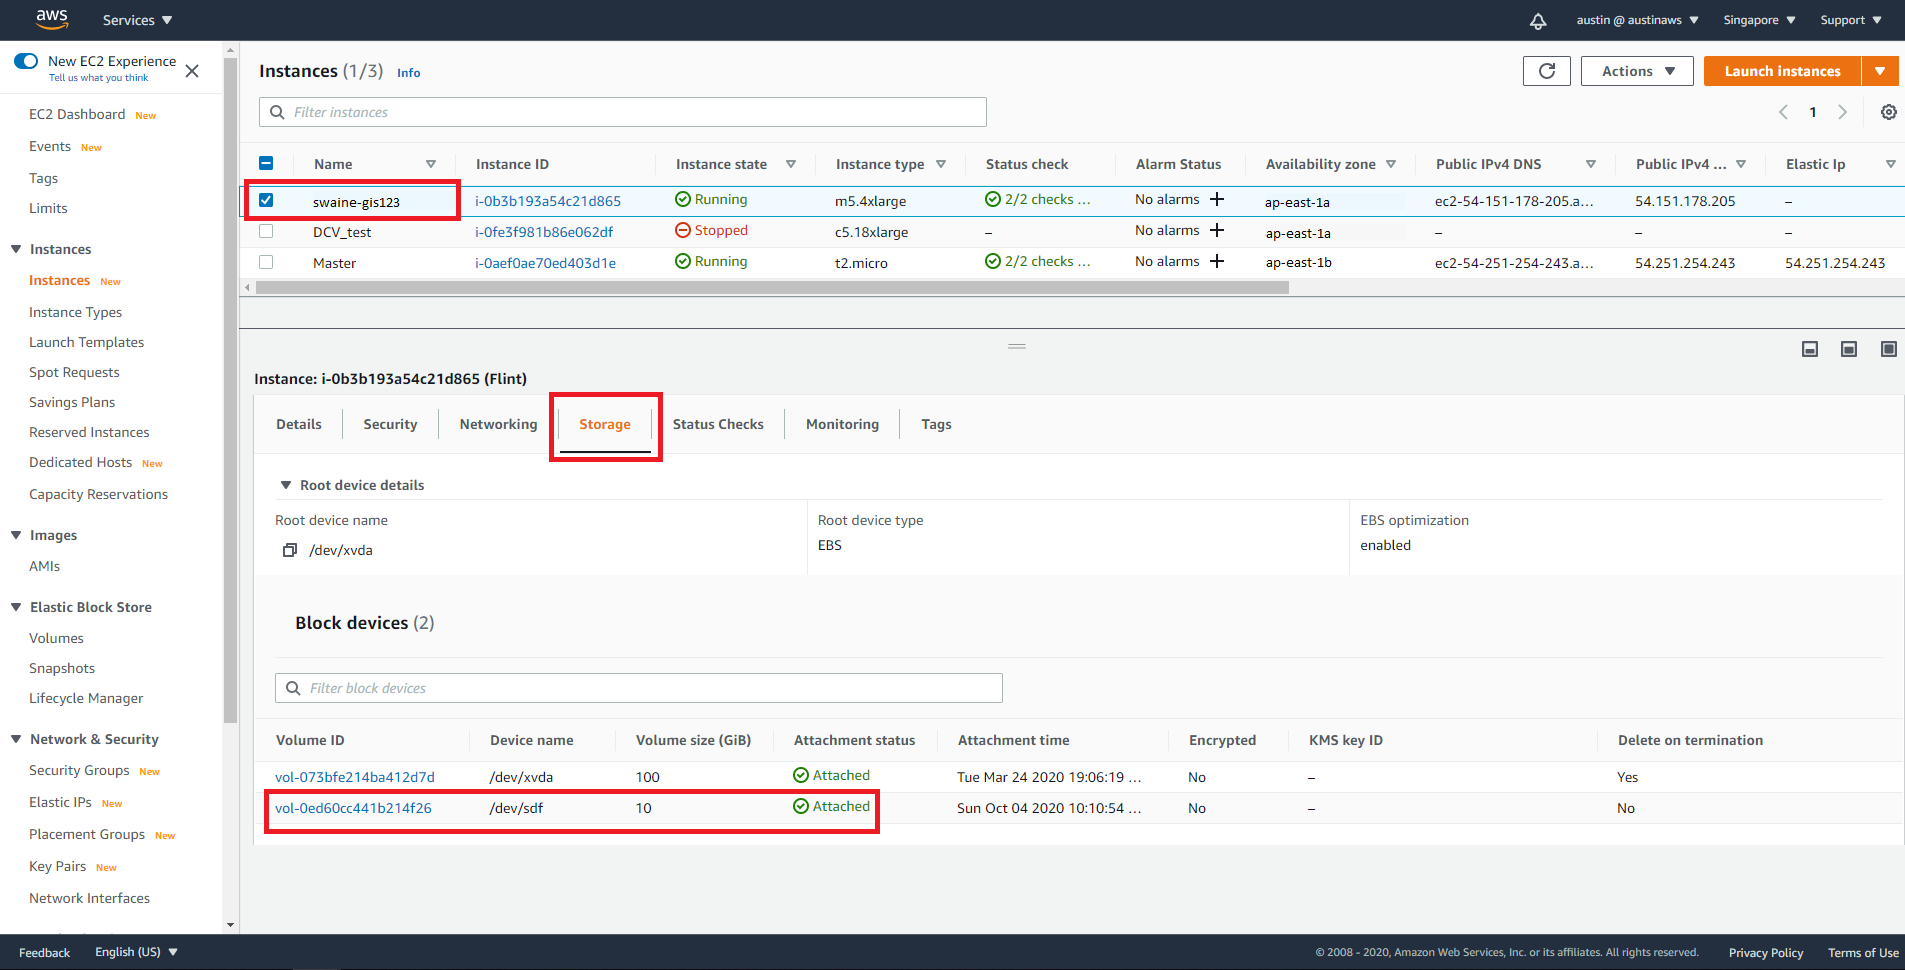 aws Services austin @ austinaws Singapore Support
New EC2 Experience
Tell us what you think
EC2 Dashboard New
Events New
Tags
Limits
Instances
Instances New
Instance Types
Launch Templates
Spot Requests
Savings Plans
Reserved Instances
Dedicated Hosts New
Capacity Reservations
Images
AMIs
Elastic Block Store
Volumes
Snapshots
Lifecycle Manager
Network & Security
Security Groups New
Elastic IPs New
Placement Groups New
Key Pairs New
Network Interfaces
Instances (1/3) Info
Actions Launch instances
Filter instances
1
Name Instance ID Instance state Instance type Status check Alarm Status Availability zone Public IPv4 DNS Public IPv4 ... Elastic Ip
swaine-gis123 i-0b3b193a54c21d865 Running m5.4xlarge 2/2 checks ... No alarms + ap-east-1a ec2-54-151-178-205.a... 54.151.178.205 –
DCV_test i-0fe3f981b86e062df Stopped c5.18xlarge – No alarms + ap-east-1a – – –
Master i-0aef0ae70ed403d1e Running t2.micro 2/2 checks ... No alarms + ap-east-1b ec2-54-251-254-243.a... 54.251.254.243 54.251.254.243
Instance: i-0b3b193a54c21d865 (Flint)
Details Security Networking Storage Status Checks Monitoring Tags
Root device details
Root device name Root device type EBS optimization
/dev/xvda EBS enabled
Block devices (2)
Filter block devices
Volume ID Device name Volume size (GiB) Attachment status Attachment time Encrypted KMS key ID Delete on termination
vol-073bfe214ba412d7d /dev/xvda 100 Attached Tue Mar 24 2020 19:06:19 ... No – Yes
vol-0ed60cc441b214f26 /dev/sdf 10 Attached Sun Oct 04 2020 10:10:54 ... No – No
Feedback English (US) © 2008 - 2020, Amazon Web Services, Inc. or its affiliates. All rights reserved. Privacy Policy Terms of Use